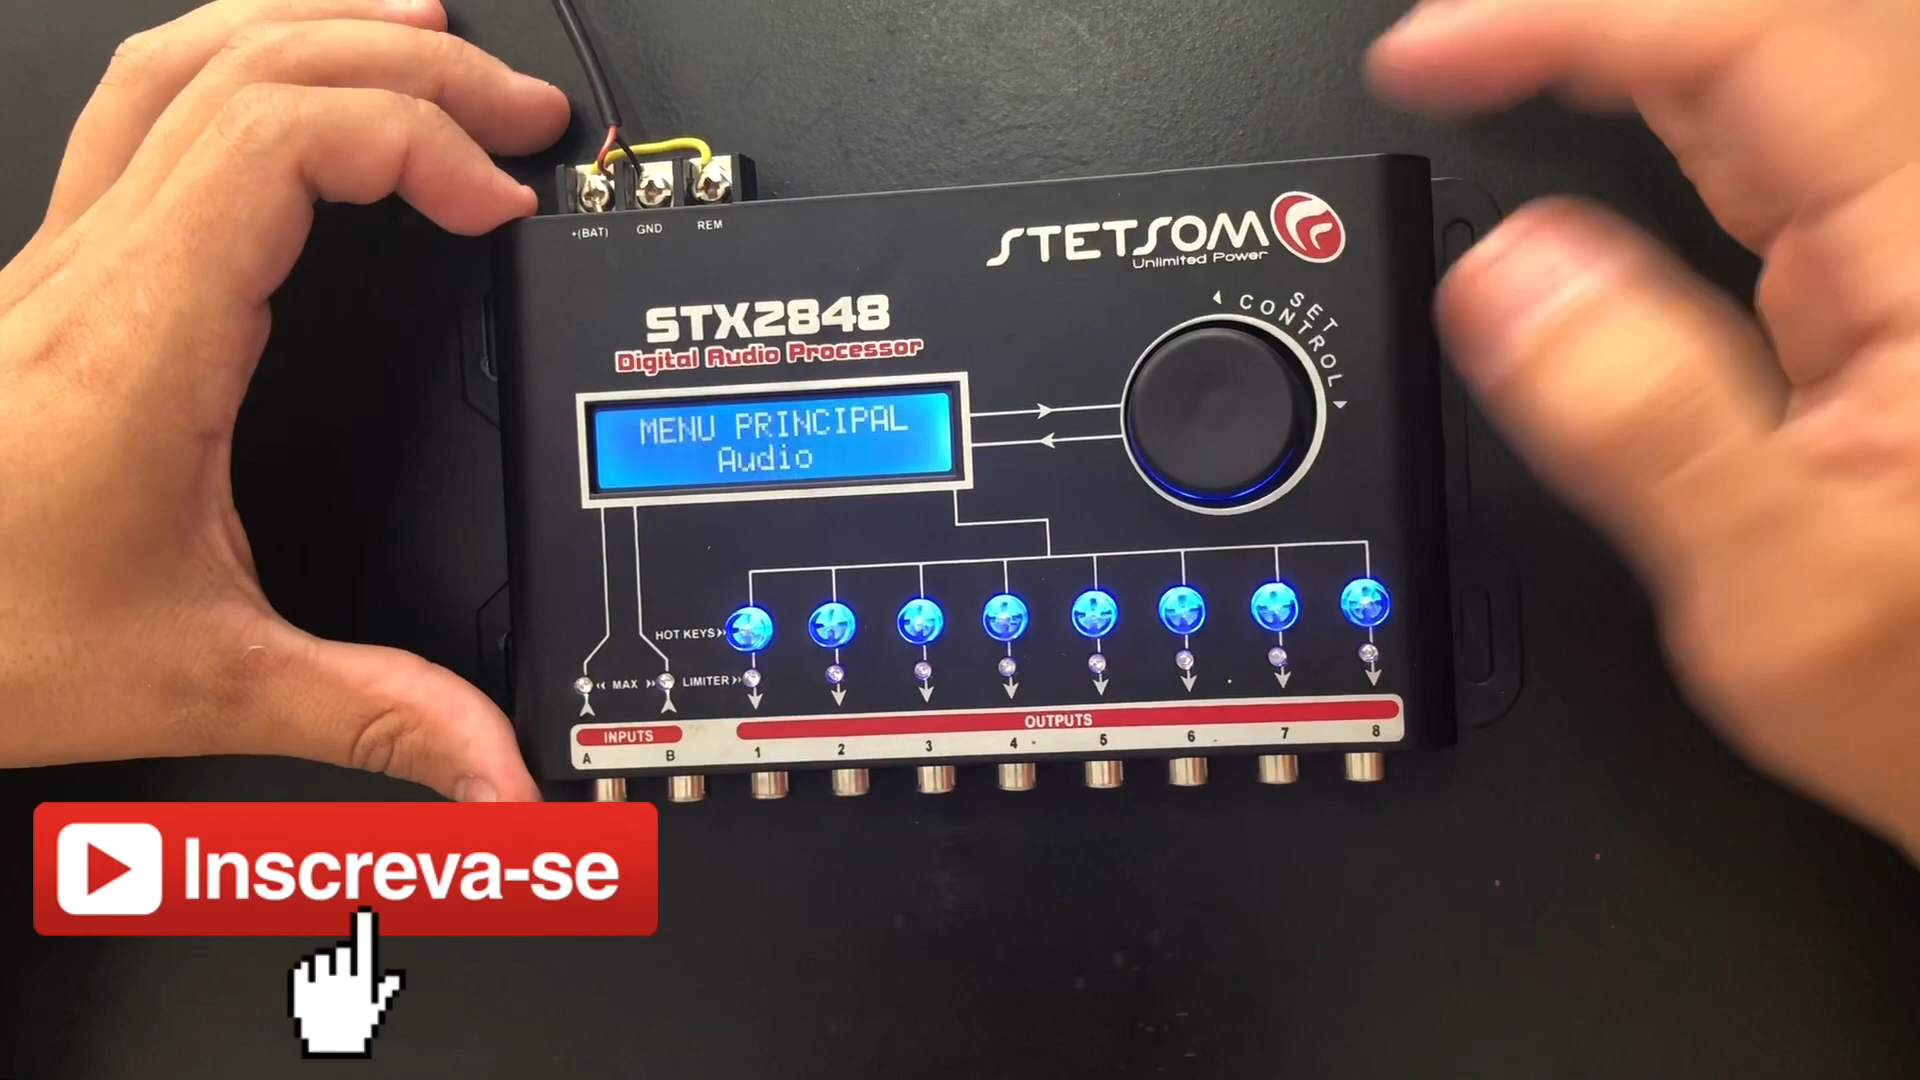 +(BAT) GND REM
STETSOM
Unlimited Power
SET
CONTROL
STX2848
Digital Audio Processor
MENU PRINCIPAL
Audio
HOT KEYS
MAX
LIMITER
INPUTS
OUTPUTS
A B 1 2 3 4 5 6 7 8
Inscreva-se